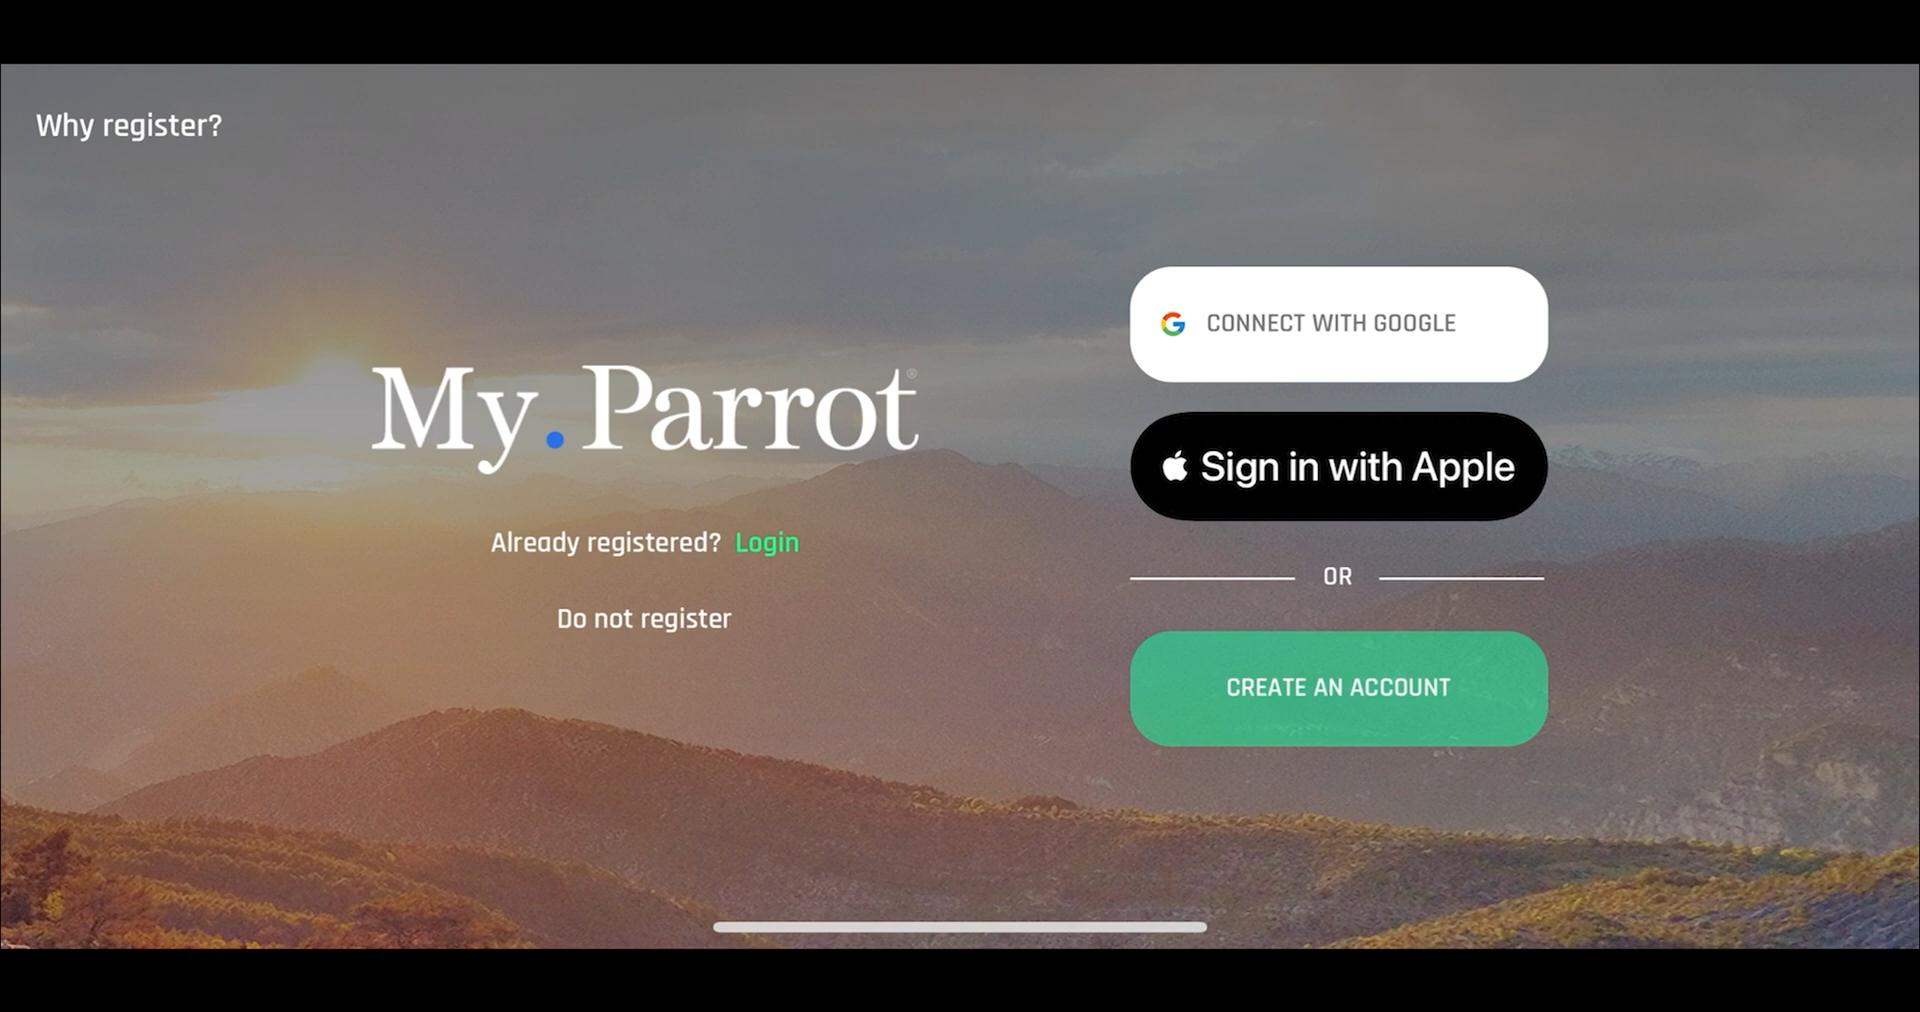 Why register?
My.Parrot®
Already registered? Login
Do not register
CONNECT WITH GOOGLE
Sign in with Apple
OR
CREATE AN ACCOUNT